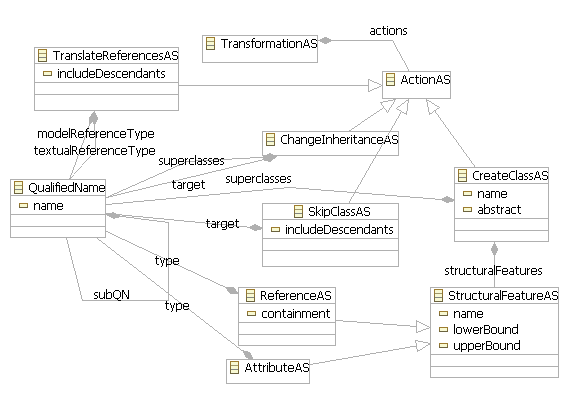 actions
TransformationAS
TranslateReferencesAS
includeDescendants
ActionAS
modelReferenceType
textualReferenceType
ChangeInheritanceAS
superclasses
target
superclasses
CreateClassAS
name
abstract
QualifiedName
name
SkipClassAS
includeDescendants
target
type
structuralFeatures
subQN
type
ReferenceAS
containment
StructuralFeatureAS
name
lowerBound
upperBound
AttributeAS